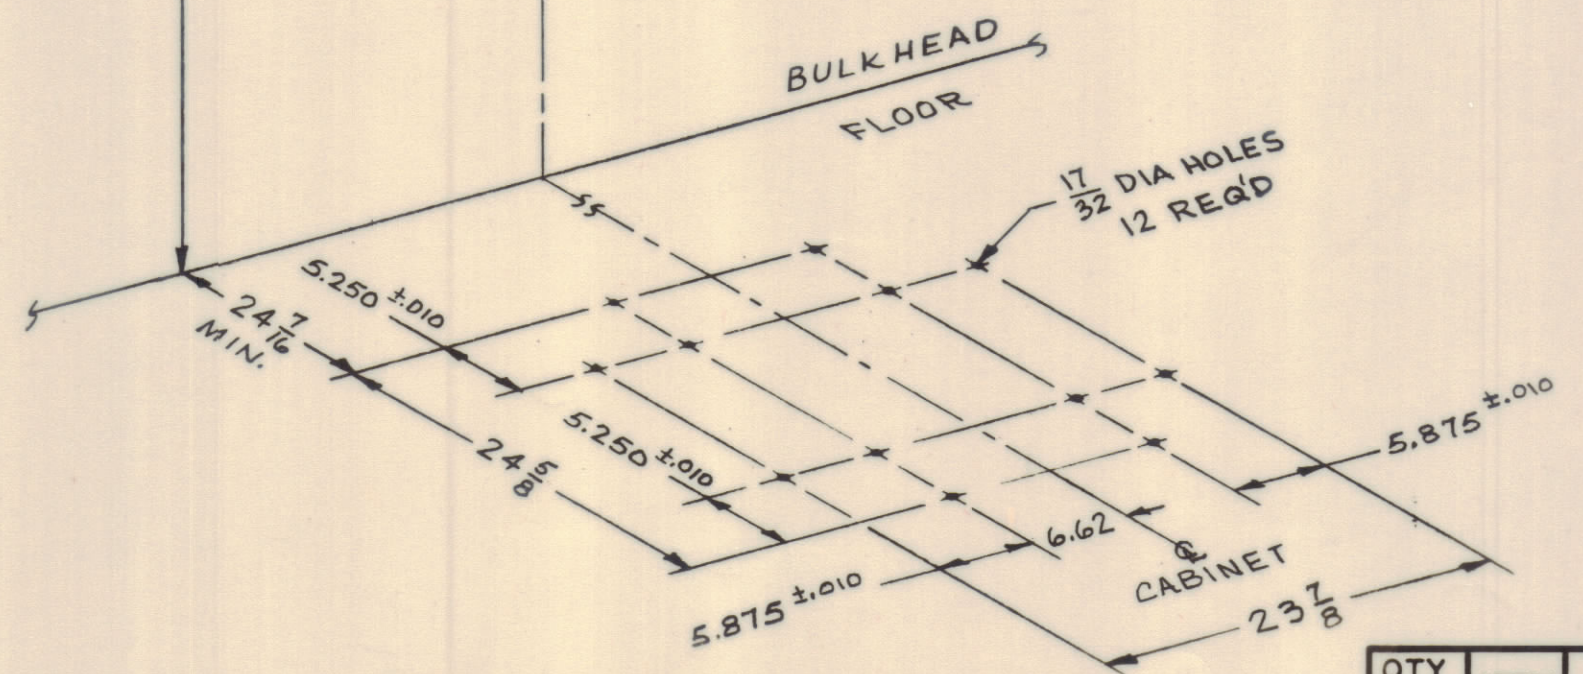 BULKHEAD
FLOOR
17/32 DIA HOLES
12 REQ'D
5.250 ±.010
24 7/16
MIN.
5.250 ±.010
24 5/8
5.875 ±.010
6.62
℄
CABINET
5.875 ±.010
23 7/8
QTY